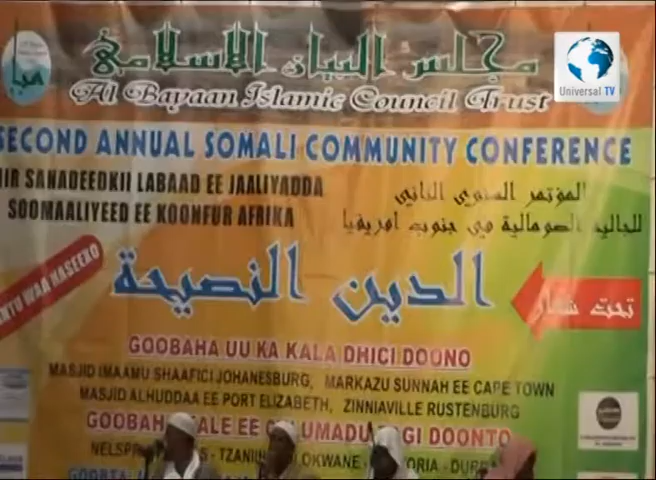 مجلس البيان الإسلامي
Al Bayaan Islamic Council Trust
UNIVERSAL TV
SECOND ANNUAL SOMALI COMMUNITY CONFERENCE
SANADEEDKII LABAAD EE JAALIYADDA
SOOMAALIYEED EE KOONFUR AFRIKA
المؤتمر السنوي الثاني
للجالية الصومالية في جنوب افريقيا
WAA NASEEXO
الدين النصيحة
تحت شعار
GOOBAHA UU KA KALA DHICI DOONO
MASJID IMAAMU SHAAFICI JOHANESBURG, MARKAZU SUNNAH EE CAPE TOWN
MASJID ALHUDDAA EE PORT ELIZABETH, ZINNIAVILLE RUSTENBURG
DOONTO